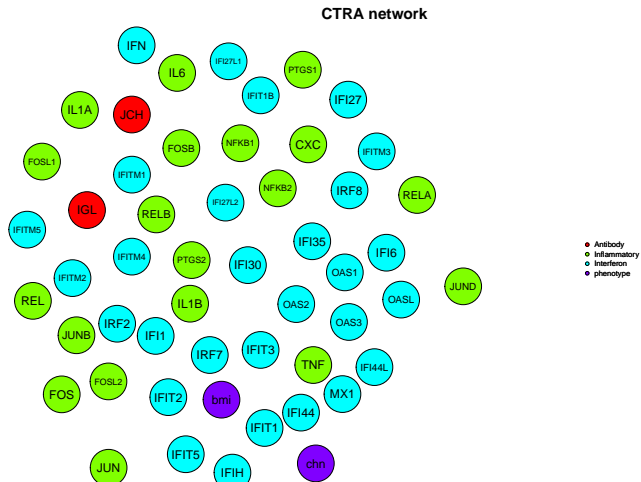 CTRA network
IFN
IL6
IFI27L1
PTGS1
IFIT1B
IFI27
IL1A
JCH
FOSB
NFKB1
CXC
IFITM3
FOSL1
IFITM1
NFKB2
IRF8
RELA
IGL
RELB
IFI27L2
IFITM5
IFITM4
PTGS2
IFI30
IFI35
IFI6
OAS1
IFITM2
REL
IL1B
OAS2
OASL
JUND
JUNB
IRF2
IFI1
OAS3
IRF7
IFIT3
TNF
IFI44L
FOS
FOSL2
IFIT2
bmi
MX1
IFI44
IFIT1
JUN
IFIT5
IFIH
chn
Antibody
Inflammatory
Interferon
phenotype